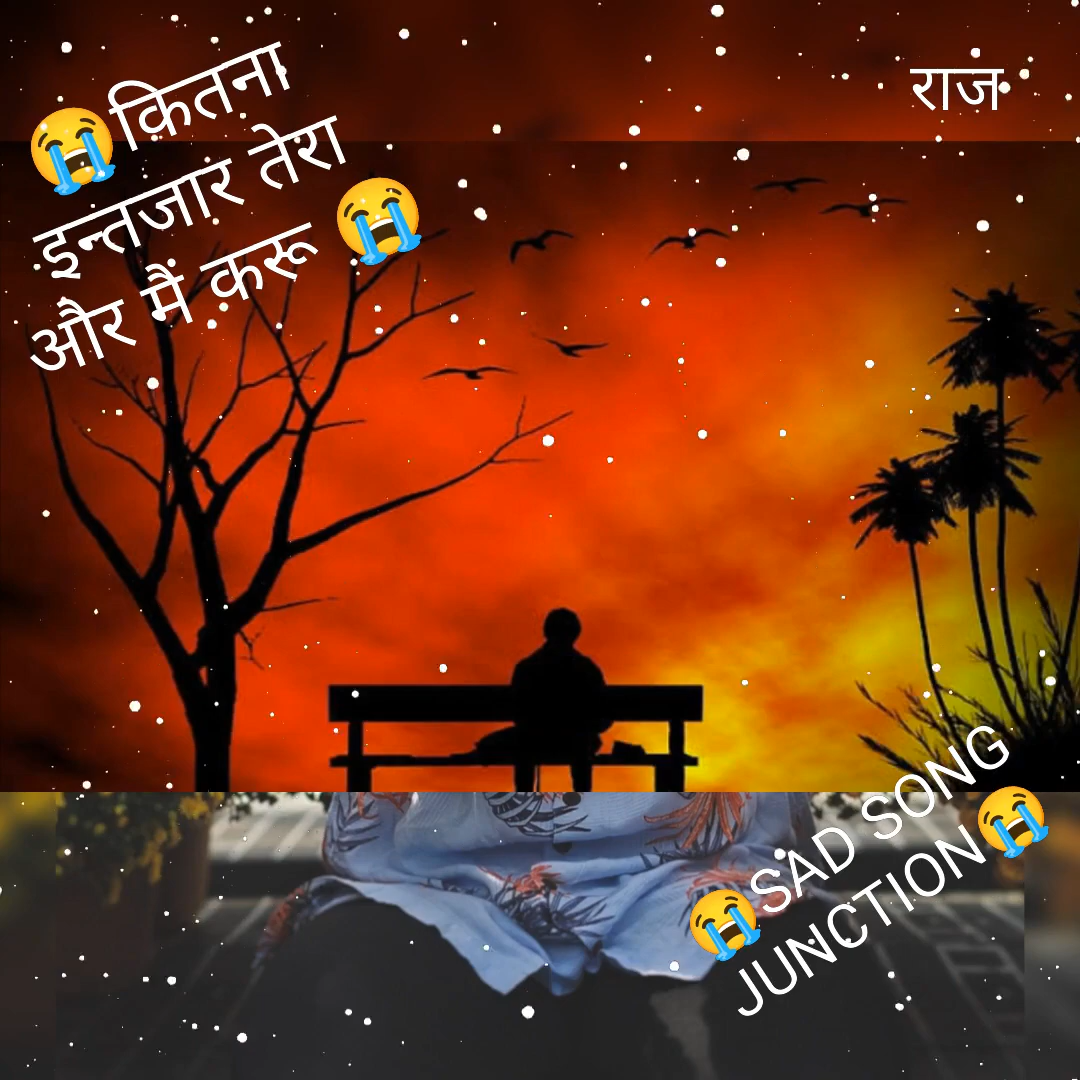 😭कितना
इन्तजार तेरा
और मैं करू 😭
राज
😭SAD SONG
JUNCTION😭